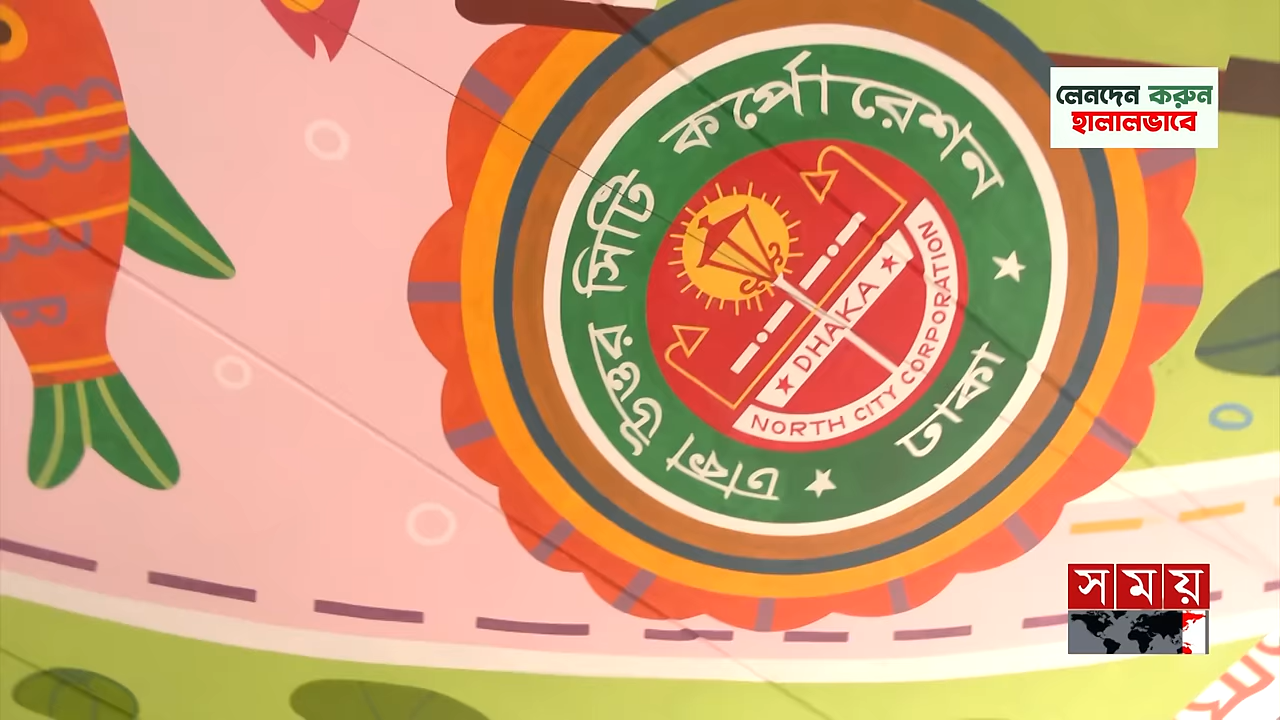 লেনদেন করুন
হালালভাবে
ঢাকা উত্তর সিটি কর্পোরেশন
ঢাকা
DHAKA
NORTH CITY CORPORATION
সময়